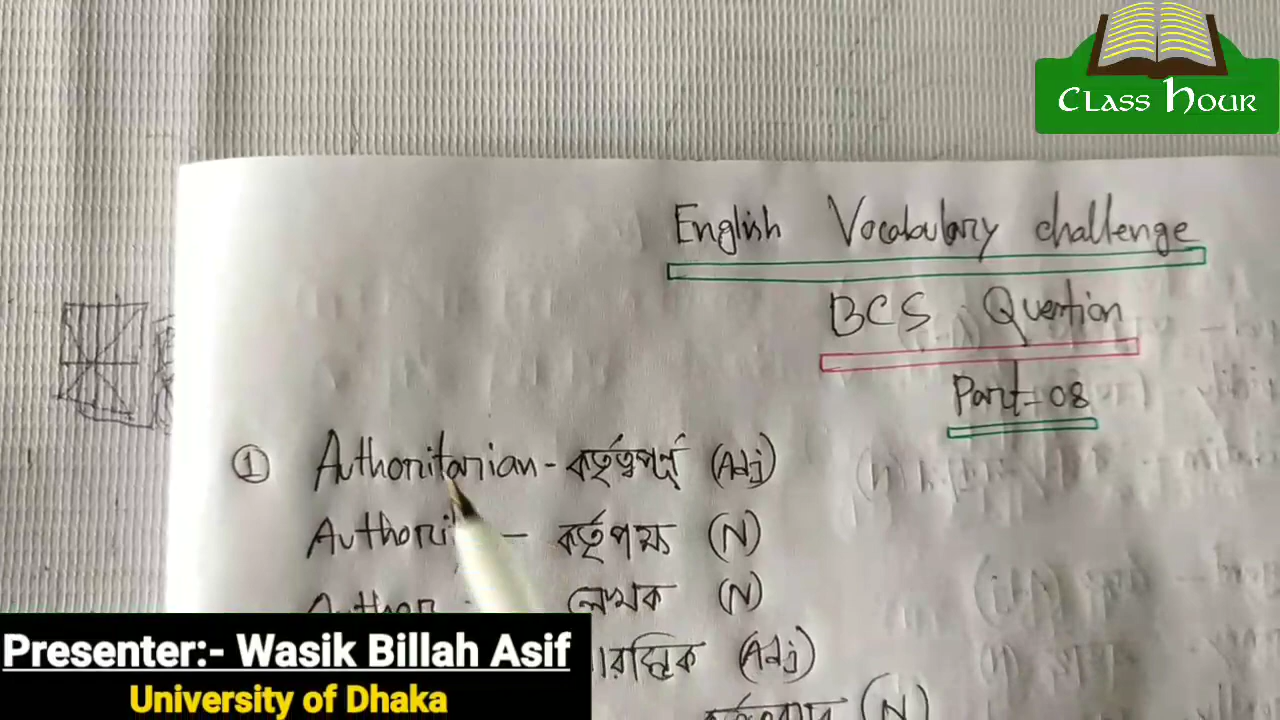 Class Hour
English Vocabulary challenge
BCS Question
Part-08
① Authoritarian - কর্তৃত্বপূর্ণ (Adj)
– কর্তৃপক্ষ (N)
Author লেখক (N)
(Adj)
(N)
Presenter:- Wasik Billah Asif
University of Dhaka